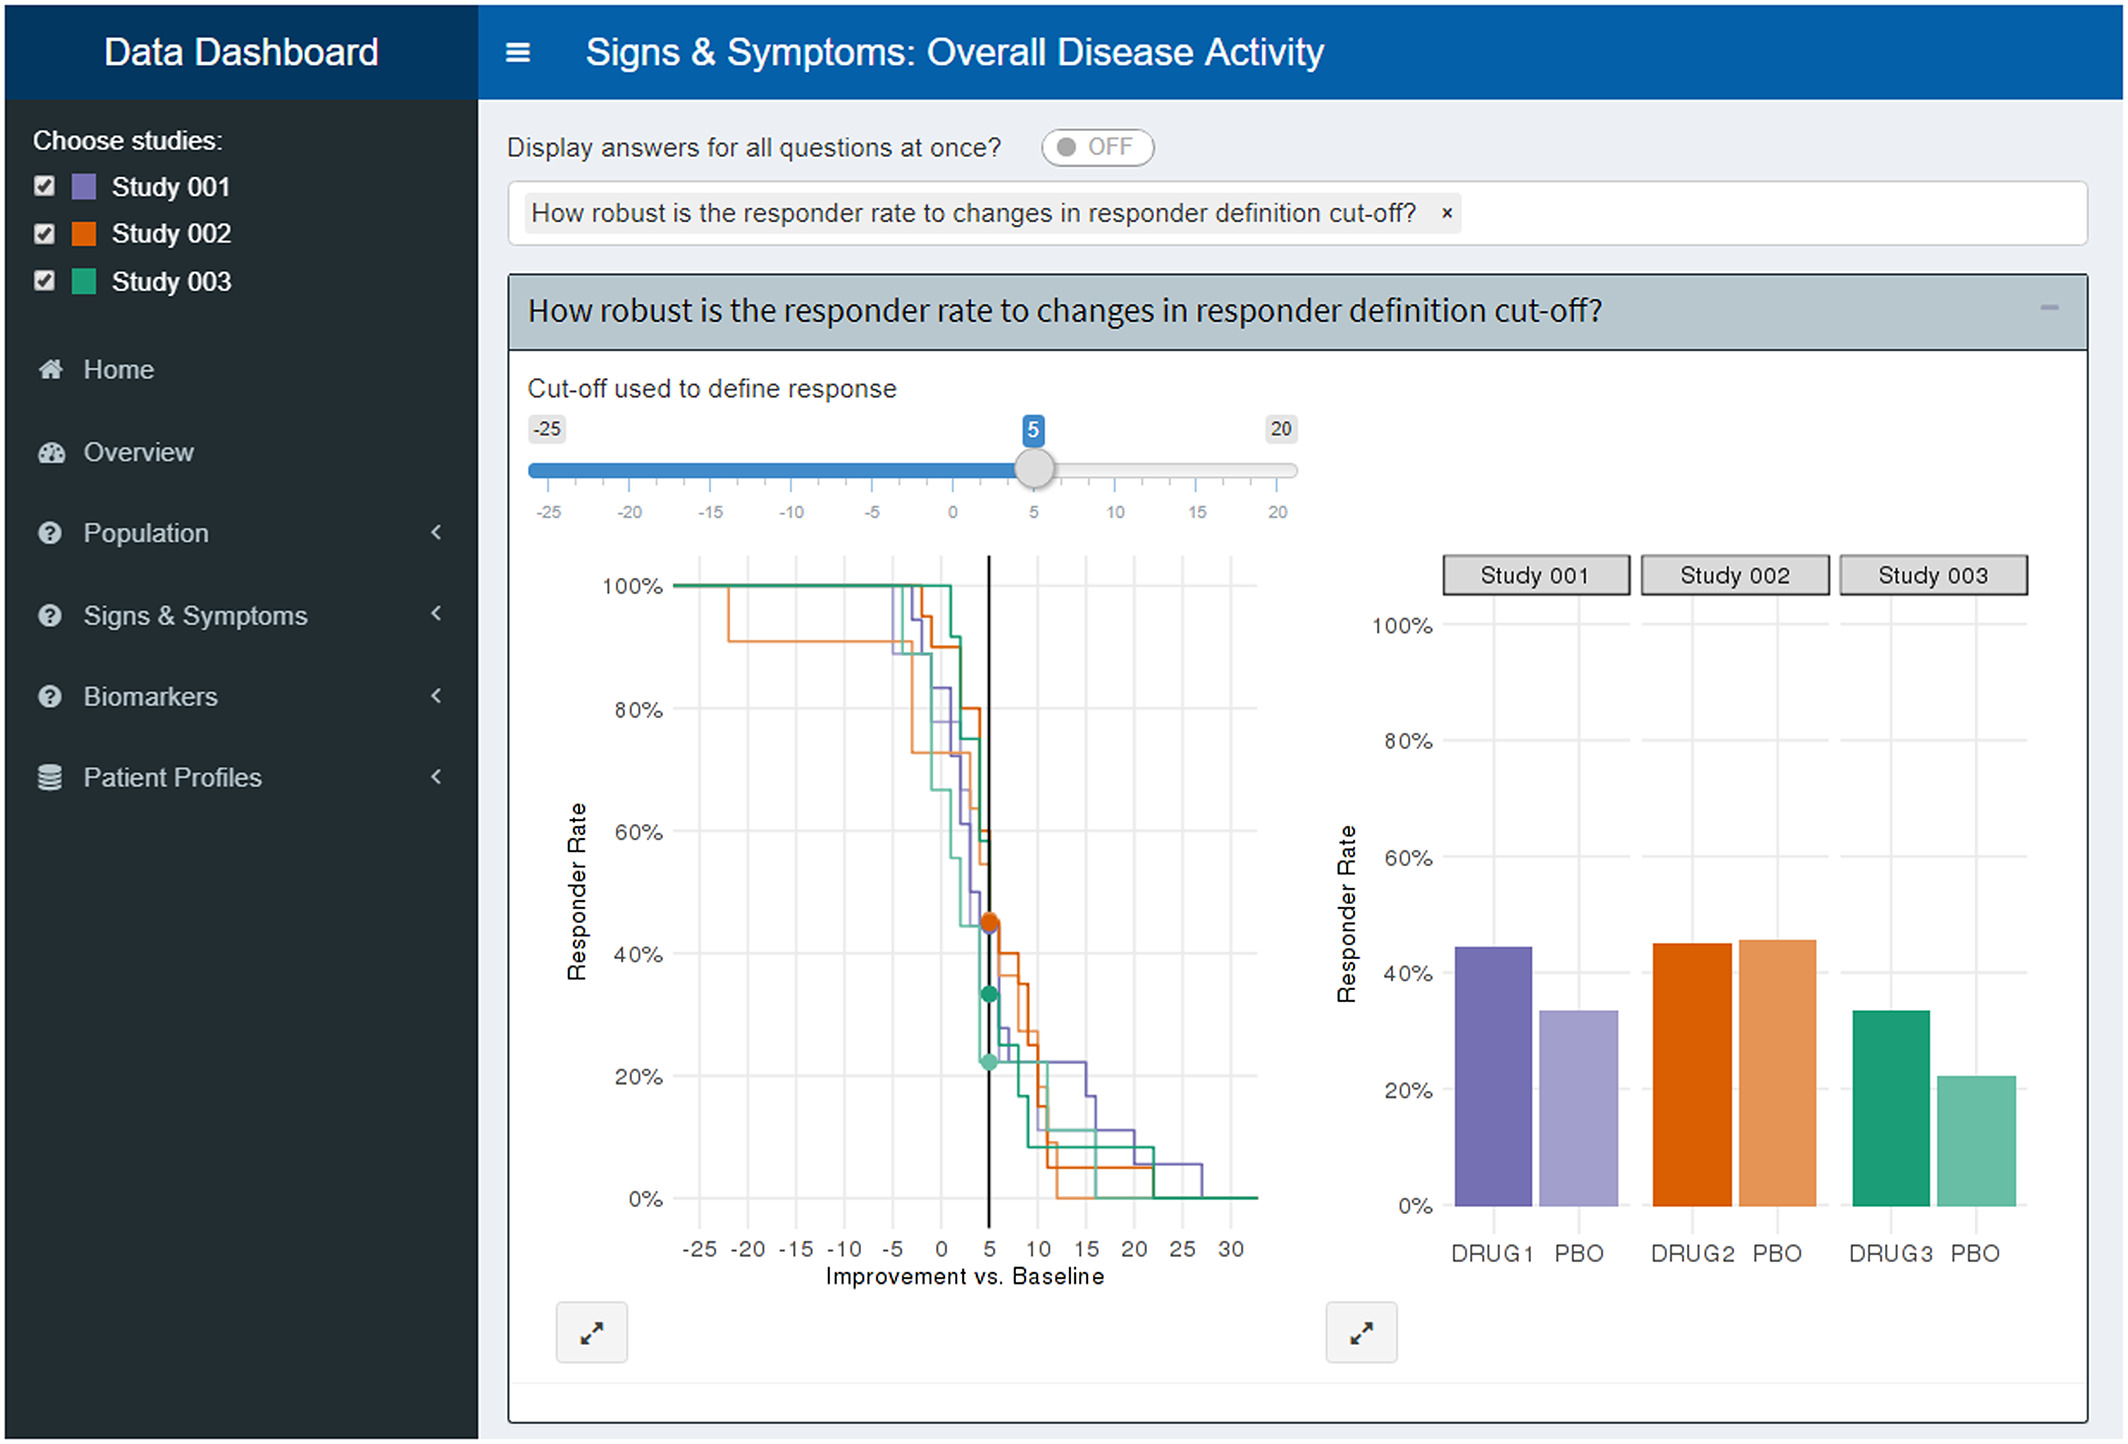 Data Dashboard
Signs & Symptoms: Overall Disease Activity
Choose studies:
Study 001
Study 002
Study 003
Home
Overview
Population
Signs & Symptoms
Biomarkers
Patient Profiles
Display answers for all questions at once? OFF
How robust is the responder rate to changes in responder definition cut-off? ×
How robust is the responder rate to changes in responder definition cut-off?
Cut-off used to define response
-25 5 20
-25 -20 -15 -10 -5 0 5 10 15 20
Responder Rate
100%
80%
60%
40%
20%
0%
-25 -20 -15 -10 -5 0 5 10 15 20 25 30
Improvement vs. Baseline
Study 001 Study 002 Study 003
Responder Rate
100%
80%
60%
40%
20%
0%
DRUG1 PBO DRUG2 PBO DRUG3 PBO